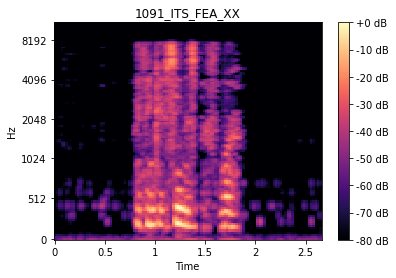 1091_ITS_FEA_XX
+0 dB
8192
-10 dB
4096
-20 dB
-30 dB
2048
Hz
-40 dB
1024
-50 dB
512
-60 dB
-70 dB
0
-80 dB
0 0.5 1 1.5 2 2.5
Time